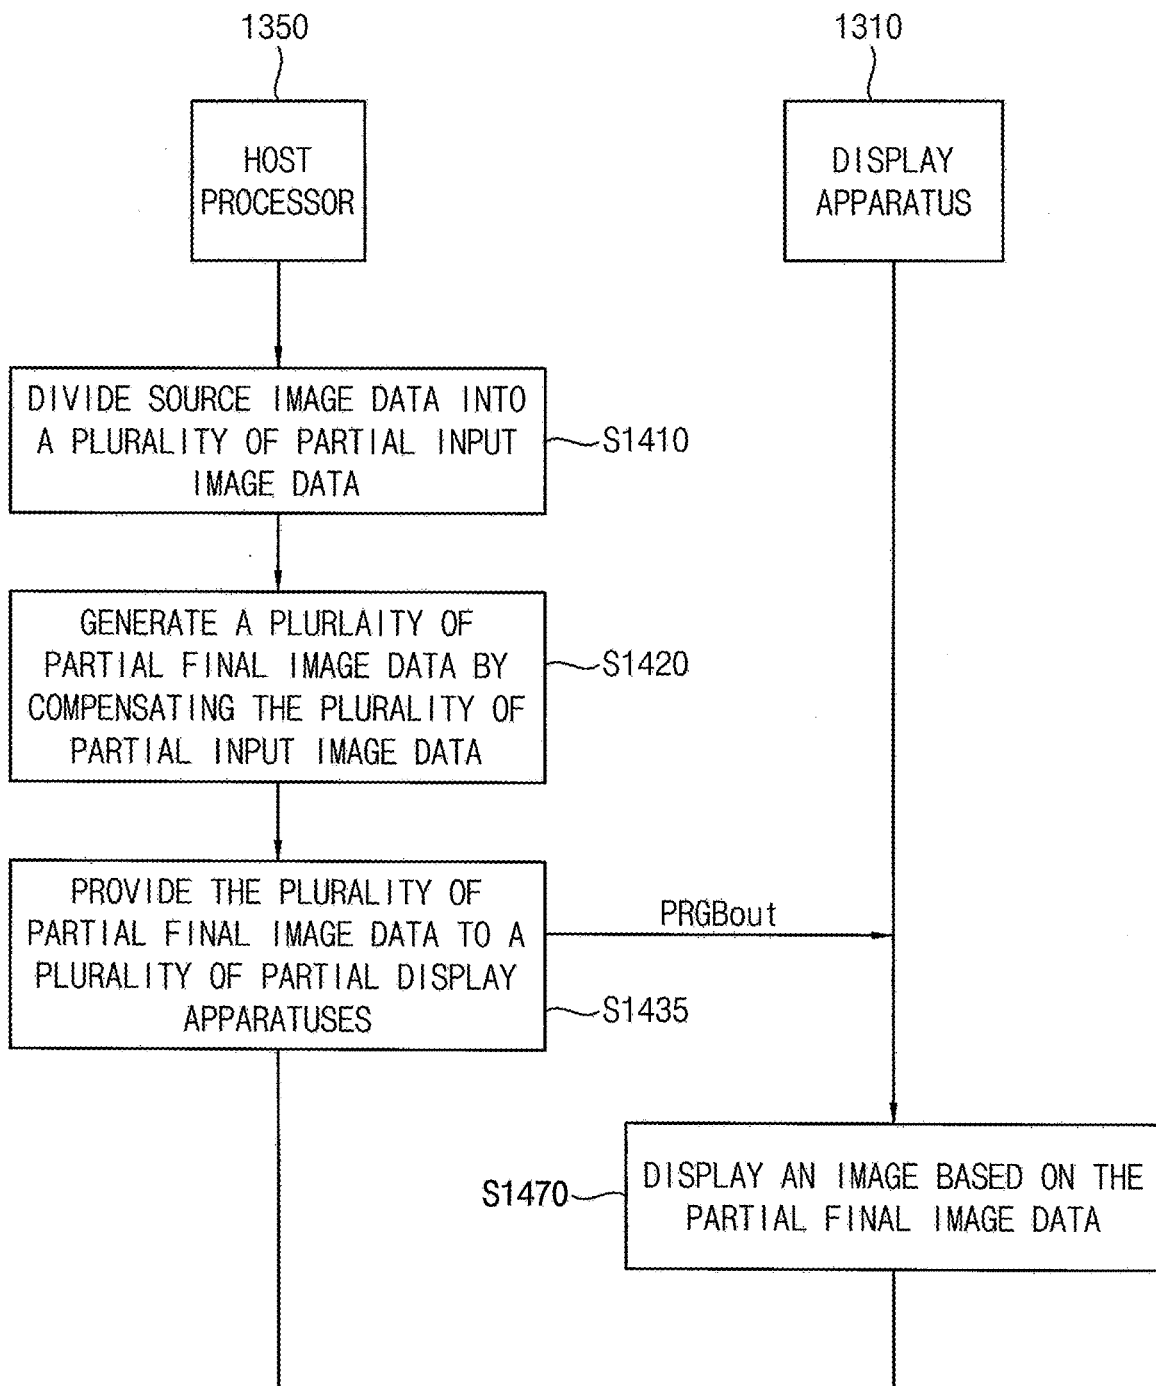 1350
1310
HOST
PROCESSOR
DISPLAY
APPARATUS
DIVIDE SOURCE IMAGE DATA INTO
A PLURALITY OF PARTIAL INPUT
IMAGE DATA
S1410
GENERATE A PLURLAITY OF
PARTIAL FINAL IMAGE DATA BY
COMPENSATING THE PLURALITY OF
PARTIAL INPUT IMAGE DATA
S1420
PROVIDE THE PLURALITY OF
PARTIAL FINAL IMAGE DATA TO A
PLURALITY OF PARTIAL DISPLAY
APPARATUSES
S1435
PRGBout
S1470
DISPLAY AN IMAGE BASED ON THE
PARTIAL FINAL IMAGE DATA